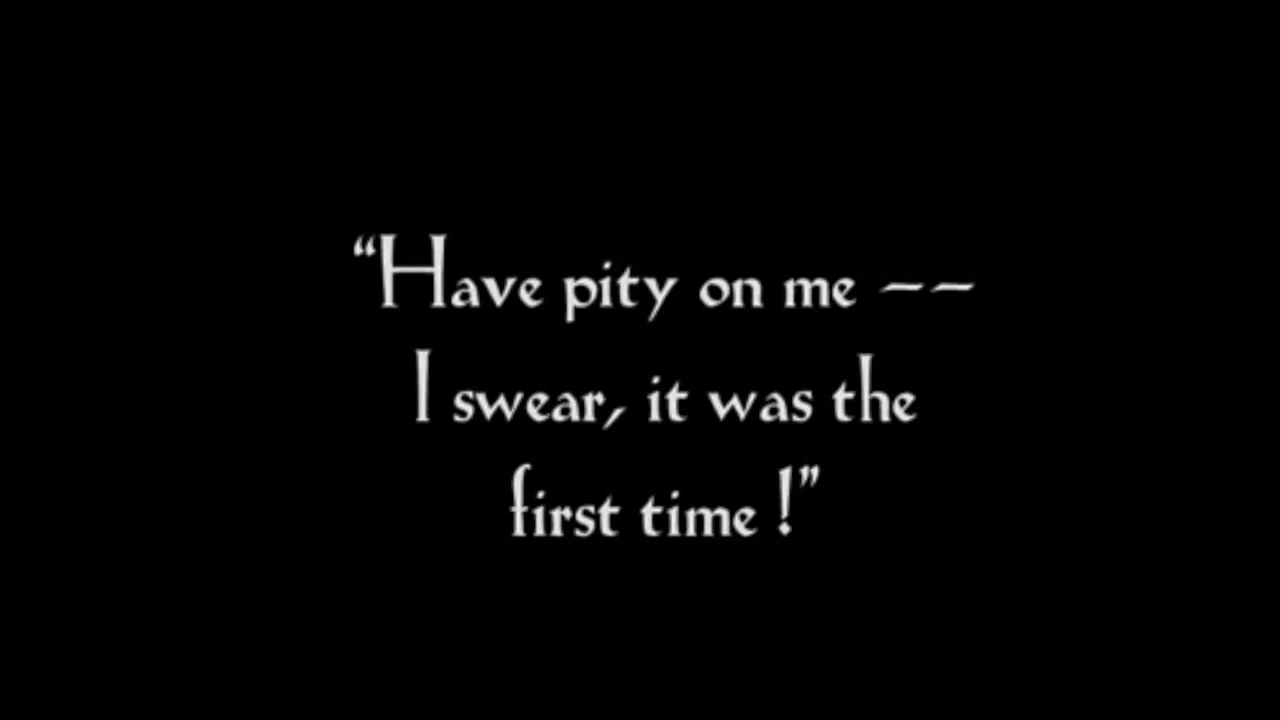 “Have pity on me --
I swear, it was the
first time !”